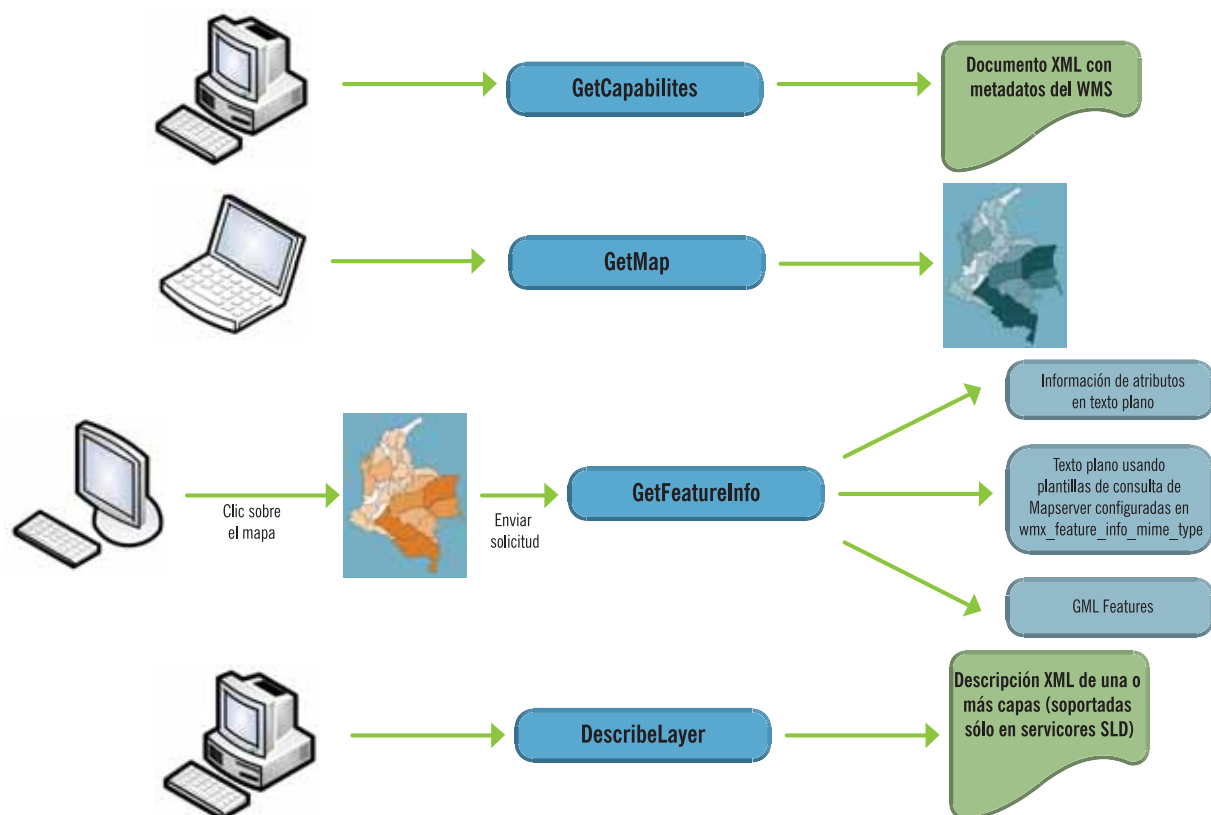 GetCapabilites
Documento XML con
metadatos del WMS
GetMap
Clic sobre
el mapa
Enviar
solicitud
GetFeatureInfo
Información de atributos
en texto plano
Texto plano usando
plantillas de consulta de
Mapserver configuradas en
wmx_feature_info_mime_type
GML Features
DescribeLayer
Descripción XML de una o
más capas (soportadas
sólo en servicores SLD)